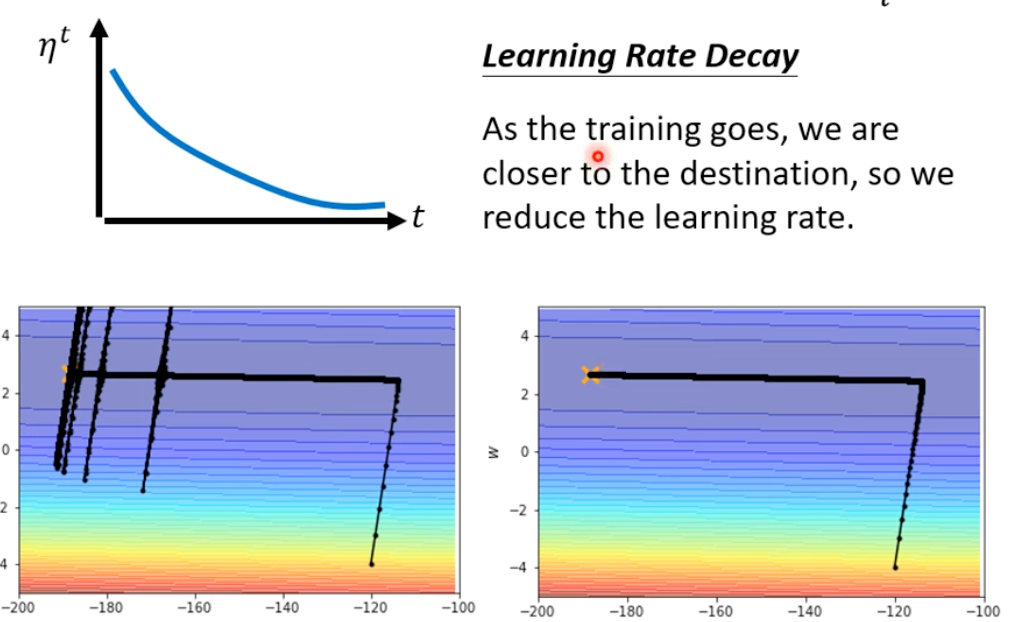 t
η^t
Learning Rate Decay
As the training goes, we are
closer to the destination, so we
reduce the learning rate.
t
4
2
0
2
4
−200 −180 −160 −140 −120 −100
4
2
0
−2
−4
w
−200 −180 −160 −140 −120 −100